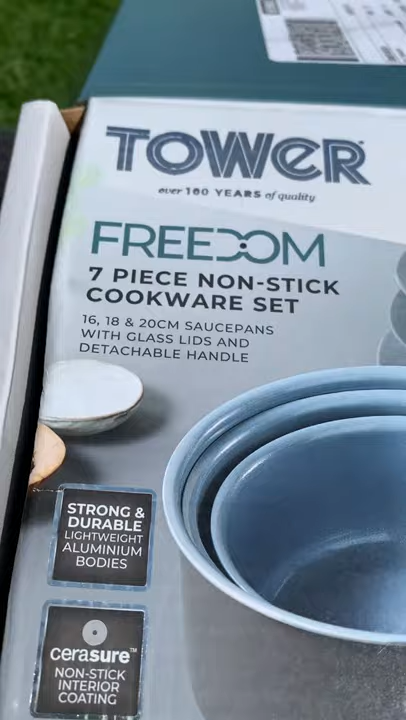 TOWER
over 100 YEARS of quality
FREEDOM
7 PIECE NON-STICK
COOKWARE SET
16, 18 & 20CM SAUCEPANS
WITH GLASS LIDS AND
DETACHABLE HANDLE
STRONG &
DURABLE
LIGHTWEIGHT
ALUMINIUM
BODIES
cerasure™
NON-STICK
INTERIOR
COATING